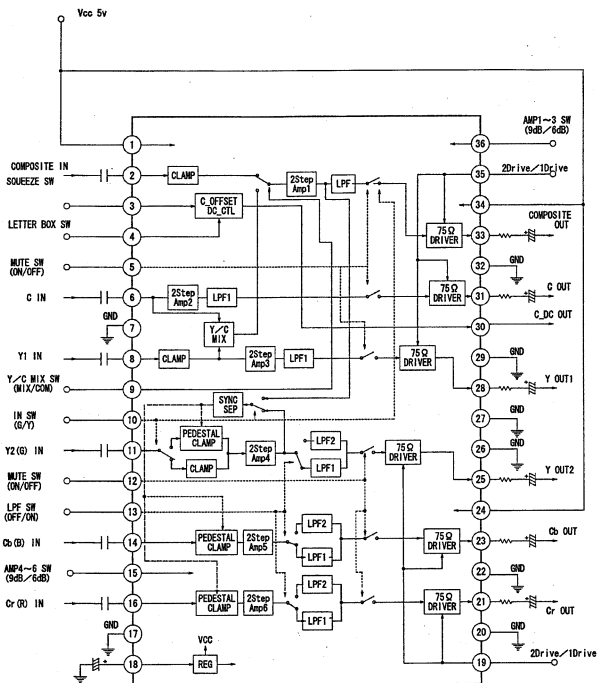 Vcc 5v
AMP1~3 SW
(9dB/6dB)
1
36
COMPOSITE IN
2
CLAMP
2Step
Amp1
LPF
35
2Drive/1Drive
SQUEEZE SW
3
C_OFFSET
DC_CTL
34
COMPOSITE
OUT
LETTER BOX SW
4
75Ω
DRIVER
33
MUTE SW
(ON/OFF)
5
32
GND
C IN
6
2Step
Amp2
LPF1
75Ω
DRIVER
31
C OUT
GND
7
Y/C
MIX
30
C_DC OUT
Y1 IN
8
CLAMP
2Step
Amp3
LPF1
75Ω
DRIVER
29
GND
Y/C MIX SW
(MIX/COM)
9
28
Y OUT1
IN SW
(G/Y)
10
SYNC
SEP
27
GND
Y2(G) IN
11
PEDESTAL
CLAMP
CLAMP
2Step
Amp4
LPF2
LPF1
75Ω
DRIVER
26
GND
MUTE SW
(ON/OFF)
12
25
Y OUT2
LPF SW
(OFF/ON)
13
24
Cb(B) IN
14
PEDESTAL
CLAMP
2Step
Amp5
LPF2
LPF1
75Ω
DRIVER
23
Cb OUT
AMP4~6 SW
(9dB/6dB)
15
22
GND
Cr(R) IN
16
PEDESTAL
CLAMP
2Step
Amp6
LPF2
LPF1
75Ω
DRIVER
21
Cr OUT
GND
17
20
GND
VCC
18
REG
19
2Drive/1Drive